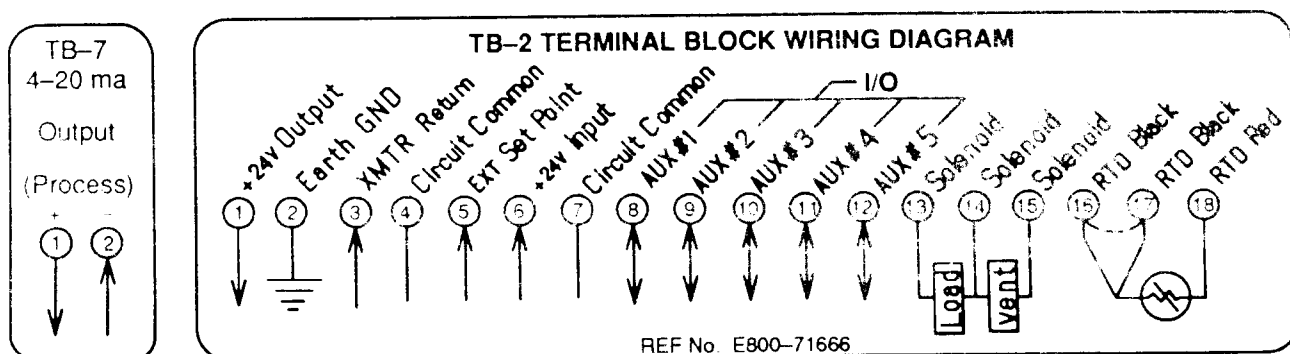 TB–7
4–20 ma
Output
(Process)
+ –
1 2
TB–2 TERMINAL BLOCK WIRING DIAGRAM
I/O
+24v Output
Earth GND
XMTR Return
Circuit Common
EXT Set Point
+24v Input
Circuit Common
AUX #1
AUX #2
AUX #3
AUX #4
AUX #5
Solenoid
Solenoid
Solenoid
RTD Black
RTD Black
RTD Red
1 2 3 4 5 6 7 8 9 10 11 12 13 14 15 16 17 18
Load
Vent
REF No. E800–71666